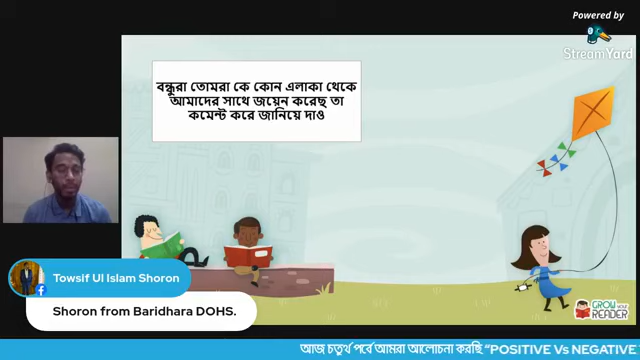 Powered by
StreamYard
বন্ধুরা তোমরা কে কোন এলাকা থেকে
আমাদের সাথে জয়েন করেছ তা
কমেন্ট করে জানিয়ে দাও
Towsif Ul Islam Shoron
Shoron from Baridhara DOHS.
GROW YOUR
READER
আজ চতুর্থ পর্বে আমরা আলোচনা করছি “POSITIVE Vs NEGATIVE